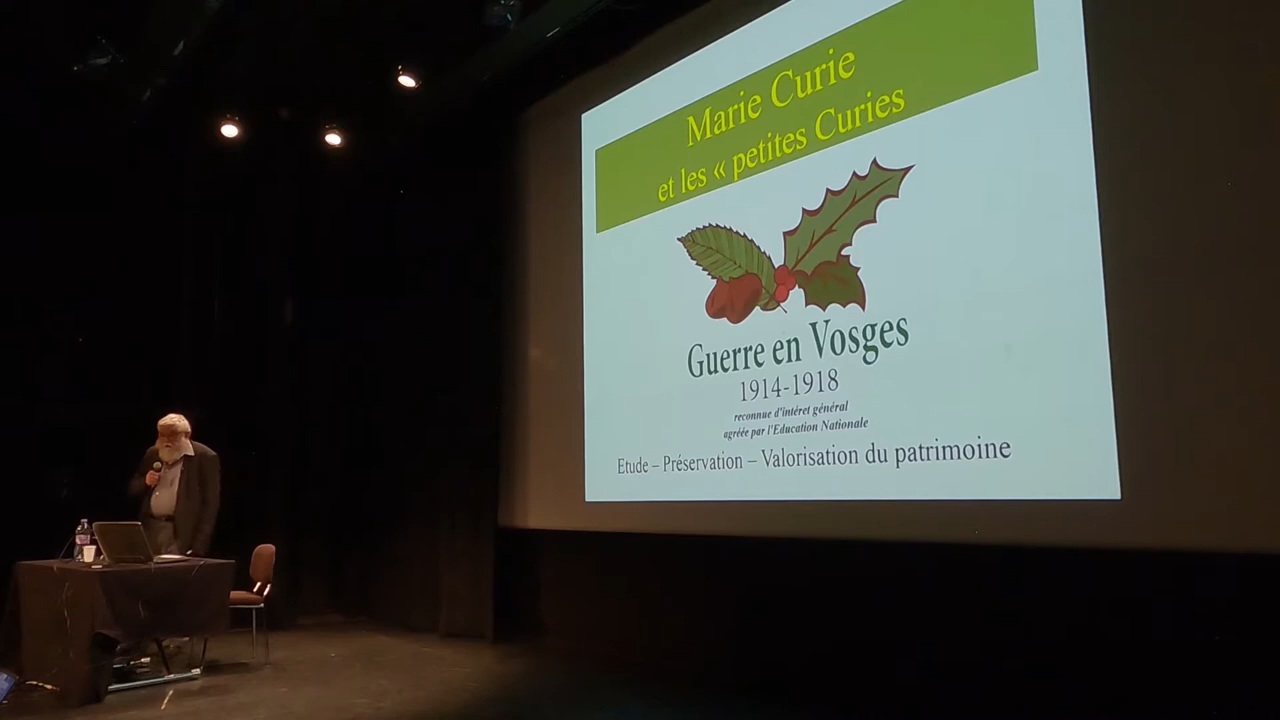 Marie Curie
et les « petites Curies
Guerre en Vosges
1914-1918
reconnue d'intéret général
agréée par l'Education Nationale
Etude – Préservation – Valorisation du patrimoine